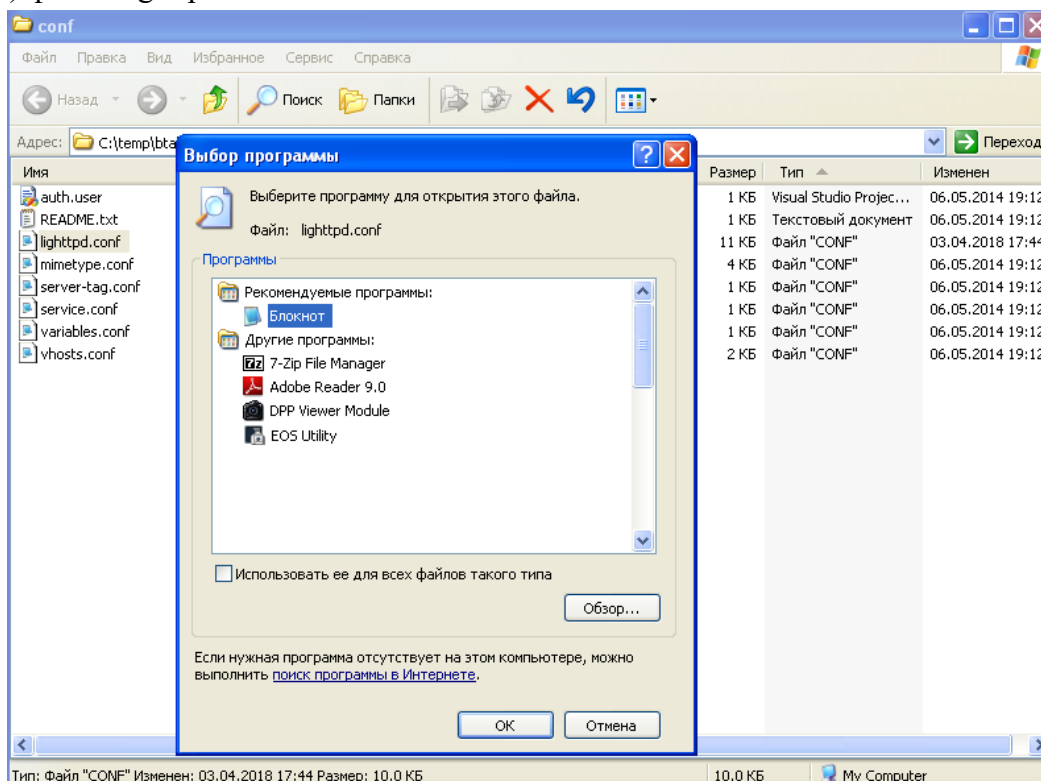 conf
Файл Правка Вид Избранное Сервис Справка
Назад Поиск Папки
Адрес: C:\temp\bta Переход
Имя Размер Тип Изменен
auth.user 1 КБ Visual Studio Projec... 06.05.2014 19:12
README.txt 1 КБ Текстовый документ 06.05.2014 19:12
lighttpd.conf 11 КБ Файл "CONF" 03.04.2018 17:44
mimetype.conf 4 КБ Файл "CONF" 06.05.2014 19:12
server-tag.conf 1 КБ Файл "CONF" 06.05.2014 19:12
service.conf 1 КБ Файл "CONF" 06.05.2014 19:12
variables.conf 1 КБ Файл "CONF" 06.05.2014 19:12
vhosts.conf 2 КБ Файл "CONF" 06.05.2014 19:12
Выбор программы
Выберите программу для открытия этого файла.
Файл: lighttpd.conf
Программы
Рекомендуемые программы:
Блокнот
Другие программы:
7-Zip File Manager
Adobe Reader 9.0
DPP Viewer Module
EOS Utility
Использовать ее для всех файлов такого типа
Обзор...
Если нужная программа отсутствует на этом компьютере, можно
выполнить поиск программы в Интернете.
ОК Отмена
Тип: Файл "CONF" Изменен: 03.04.2018 17:44 Размер: 10,0 КБ 10,0 КБ My Computer